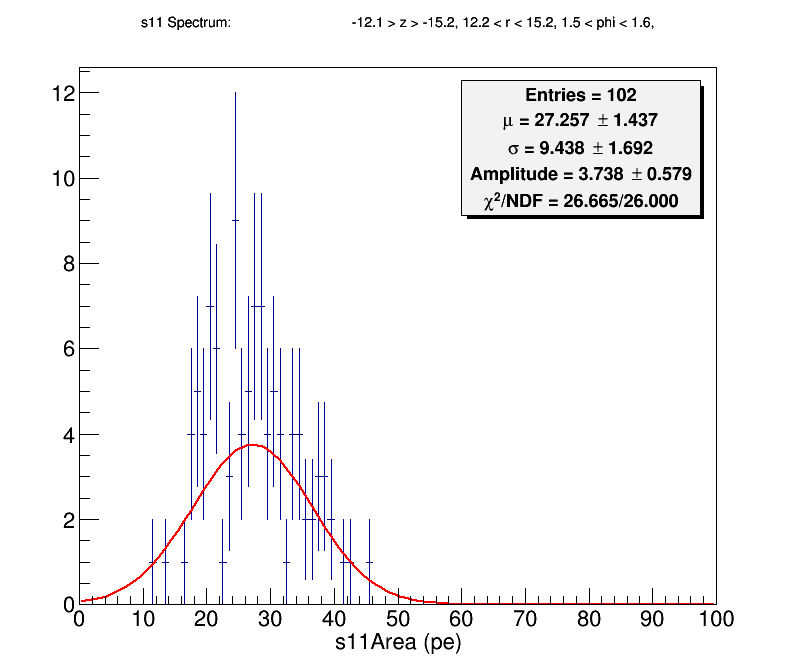 s11 Spectrum: -12.1 > z > -15.2, 12.2 < r < 15.2, 1.5 < phi < 1.6,
Entries = 102
μ = 27.257 ± 1.437
σ = 9.438 ± 1.692
Amplitude = 3.738 ± 0.579
χ²/NDF = 26.665/26.000
12
10
8
6
4
2
0
0 10 20 30 40 50 60 70 80 90 100
s11Area (pe)